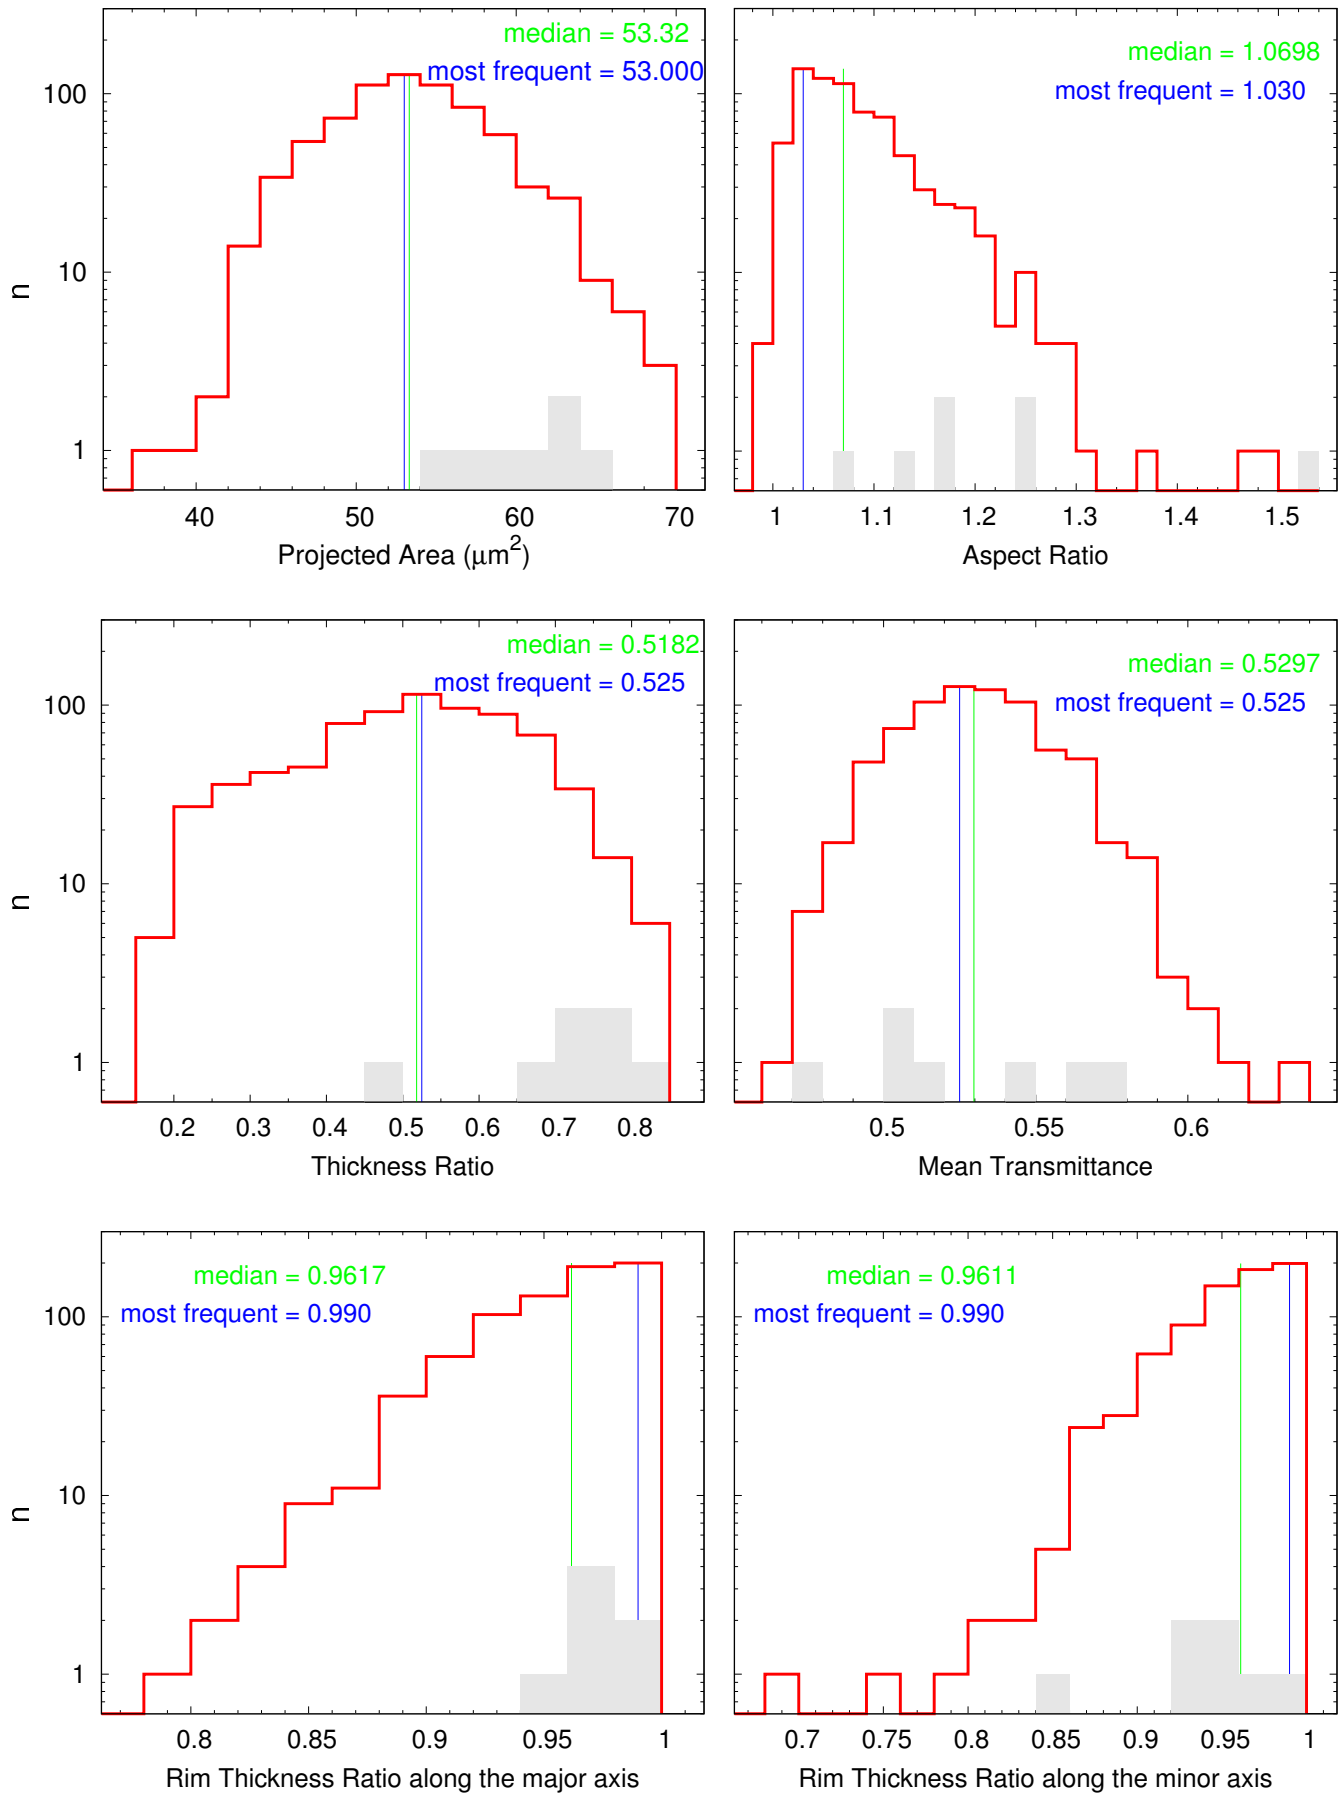 median = 53.32
most frequent = 53.000
100
10
1
n
40 50 60 70
Projected Area (μm²)
median = 1.0698
most frequent = 1.030
1 1.1 1.2 1.3 1.4 1.5
Aspect Ratio
median = 0.5182
most frequent = 0.525
100
10
1
n
0.2 0.3 0.4 0.5 0.6 0.7 0.8
Thickness Ratio
median = 0.5297
most frequent = 0.525
0.5 0.55 0.6
Mean Transmittance
median = 0.9617
most frequent = 0.990
100
10
1
n
0.8 0.85 0.9 0.95 1
Rim Thickness Ratio along the major axis
median = 0.9611
most frequent = 0.990
0.7 0.75 0.8 0.85 0.9 0.95 1
Rim Thickness Ratio along the minor axis